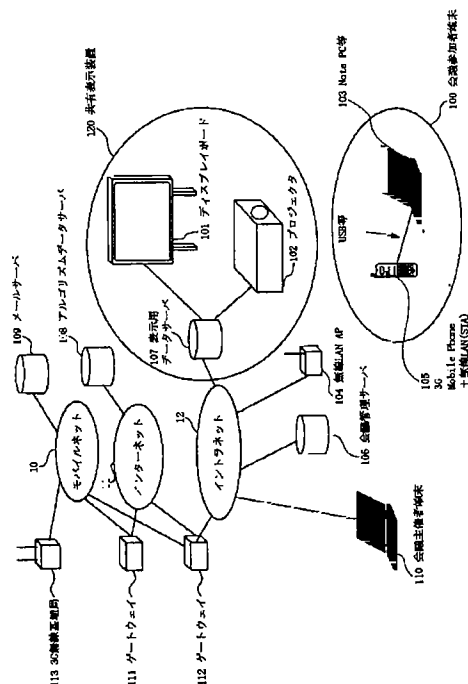 113 3G無線基地局
111 ゲートウェイ
112 ゲートウェイ
10
モバイルネット
インターネット
12
イントラネット
109 メールサーバ
108 アルゴリズムデータサーバ
107 表示用
データサーバ
104 無線LAN AP
106 会議管理サーバ
110 会議主催者端末
120 共有表示装置
101 ディスプレイボード
102 プロジェクタ
103 Note PC等
USB等
100 会議参加者端末
105
3G
Mobile Phone
+無線LAN(STA)